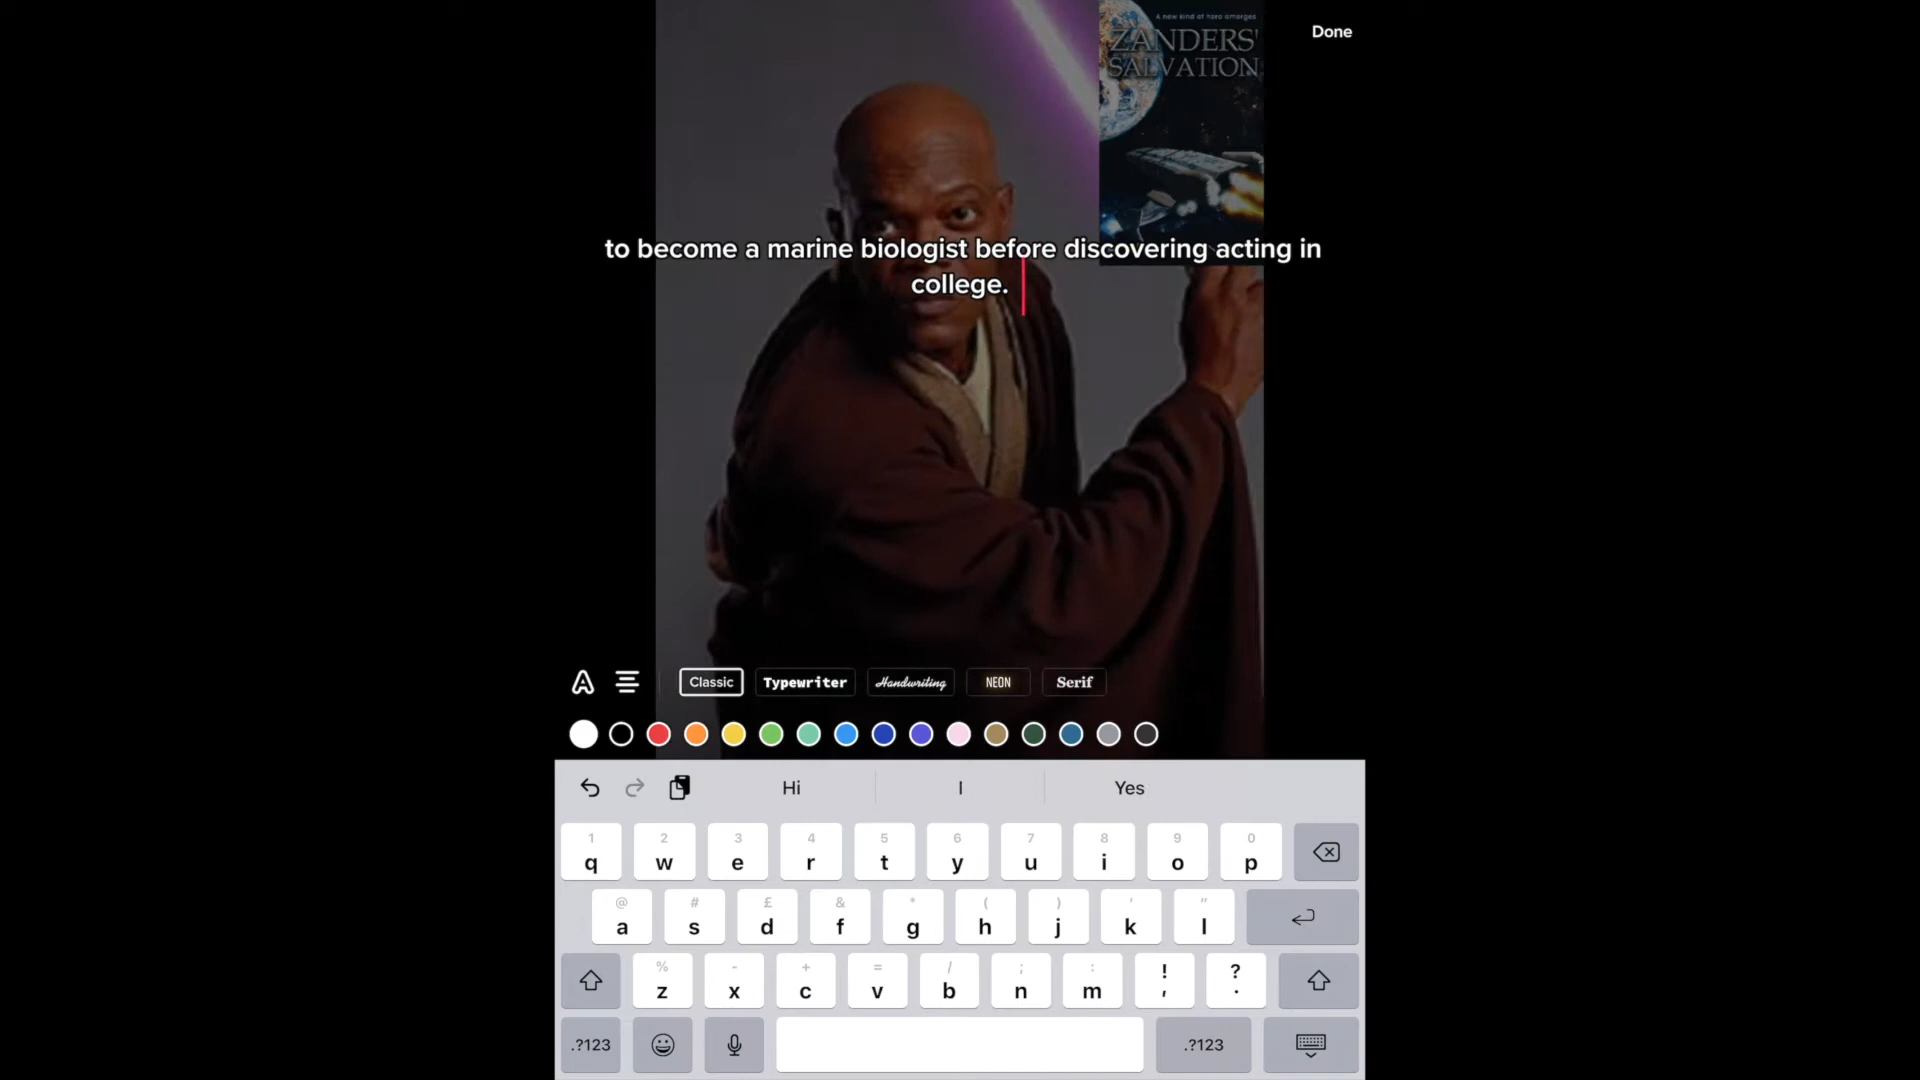 A new kind of hero emerges
ZANDERS'
SALVATION
Done
to become a marine biologist before discovering acting in
college.
Classic Typewriter Handwriting NEON Serif
Hi I Yes
1 2 3 4 5 6 7 8 9 0
q w e r t y u i o p
@ # £ & * ( ) ' "
a s d f g h j k l
% - + = / ; : ! ?
z x c v b n m , .
.?123 .?123